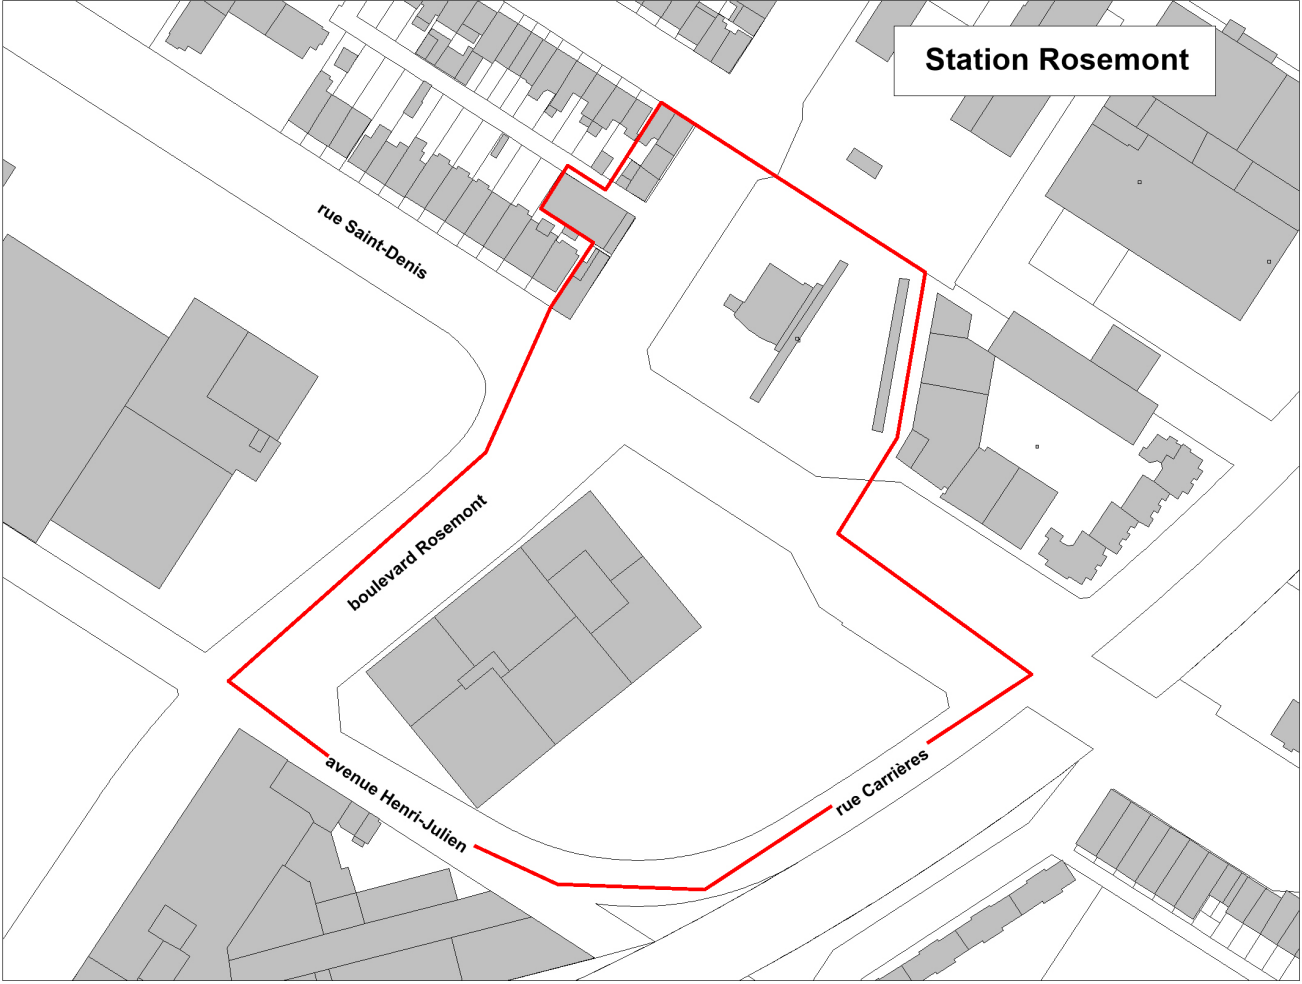 Station Rosemont
rue Saint-Denis
boulevard Rosemont
avenue Henri-Julien
rue Carrières